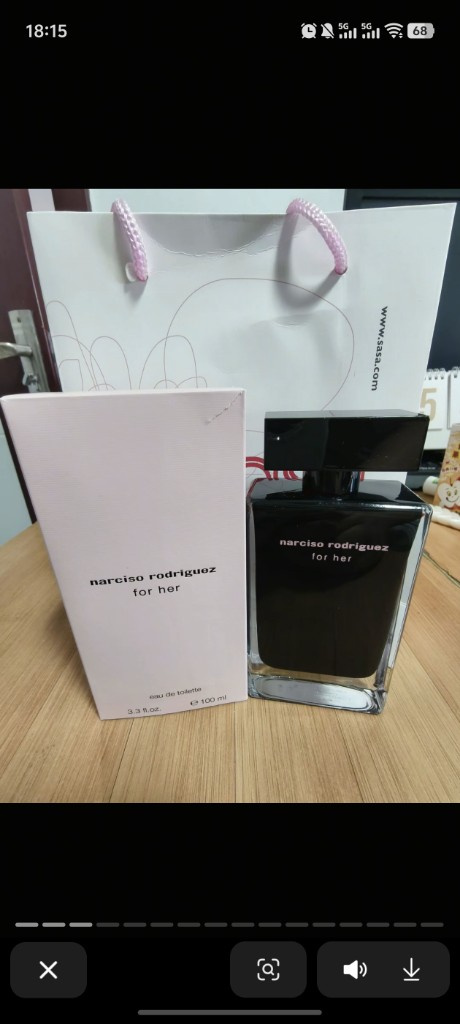 18:15
5G 5G 68
www.sasa.com
5
narciso rodriguez
for her
eau de toilette
3.3 fl.oz. ℮ 100 ml
narciso rodriguez
for her